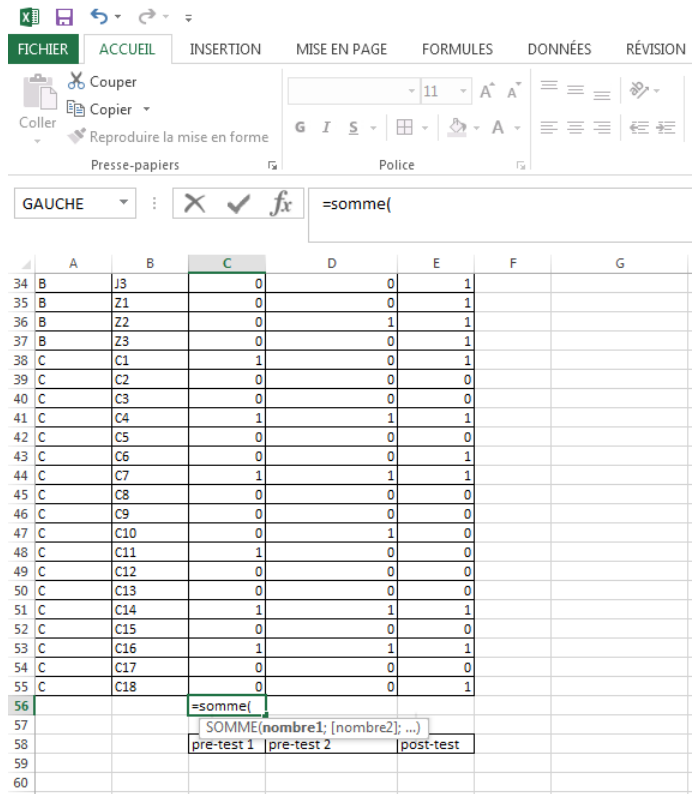 FICHIER ACCUEIL INSERTION MISE EN PAGE FORMULES DONNÉES RÉVISION
Coller
Couper
Copier
Reproduire la mise en forme
11 A A
G I S A
Presse-papiers Police
GAUCHE fx =somme(
A B C D E F G
34 B J3 0 0 1
35 B Z1 0 0 1
36 B Z2 0 1 1
37 B Z3 0 0 1
38 C C1 1 0 1
39 C C2 0 0 0
40 C C3 0 0 0
41 C C4 1 1 1
42 C C5 0 0 0
43 C C6 0 0 1
44 C C7 1 1 1
45 C C8 0 0 0
46 C C9 0 0 0
47 C C10 0 1 0
48 C C11 1 0 0
49 C C12 0 0 0
50 C C13 0 0 0
51 C C14 1 1 1
52 C C15 0 0 0
53 C C16 1 1 1
54 C C17 0 0 0
55 C C18 0 0 1
56 =somme(
57 SOMME(nombre1; [nombre2]; ...)
58 pre-test 1 pre-test 2 post-test
59
60